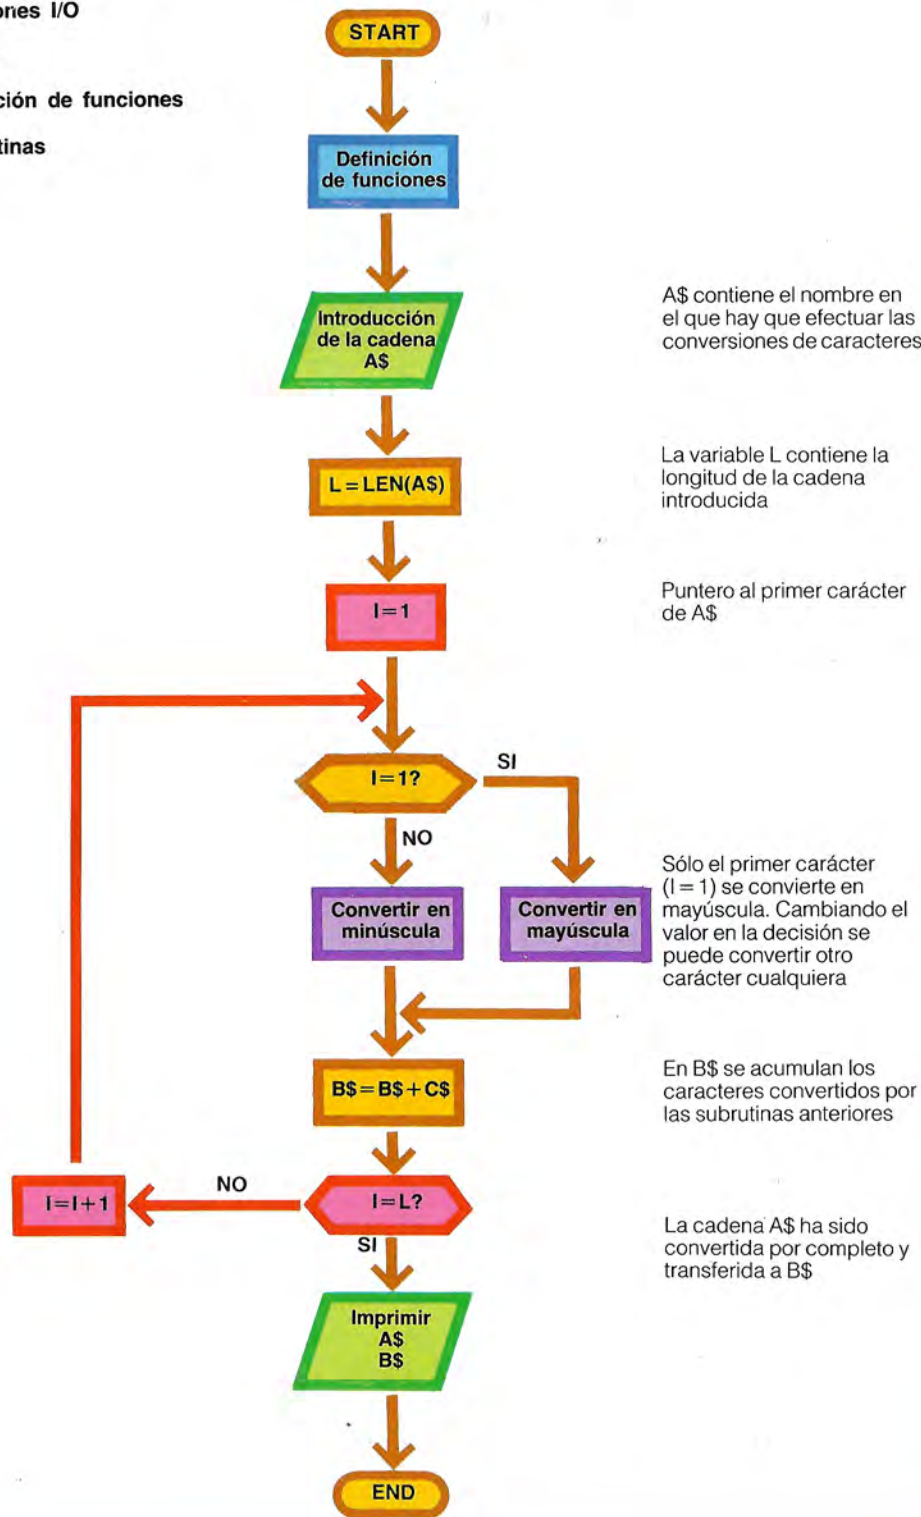 ones I/O
ción de funciones
tinas
START
Definición
de funciones
Introducción
de la cadena
A$
A$ contiene el nombre en
el que hay que efectuar las
conversiones de caracteres
L=LEN(A$)
La variable L contiene la
longitud de la cadena
introducida
I=1
Puntero al primer carácter
de A$
I=1?
SI
NO
Convertir en
minúscula
Convertir en
mayúscula
Sólo el primer carácter
(I = 1) se convierte en
mayúscula. Cambiando el
valor en la decisión se
puede convertir otro
carácter cualquiera
B$=B$+C$
En B$ se acumulan los
caracteres convertidos por
las subrutinas anteriores
I=I+1
NO
I=L?
SI
La cadena A$ ha sido
convertida por completo y
transferida a B$
Imprimir
A$
B$
END